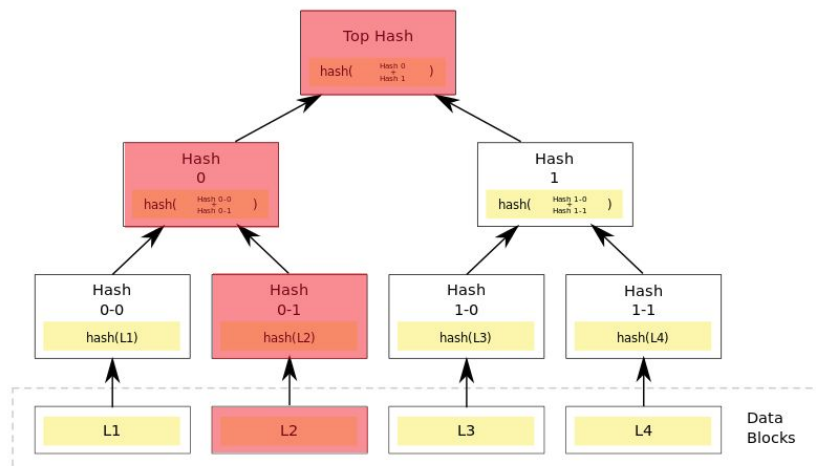 Top Hash
hash( Hash 0 + Hash 1 )
Hash
0
hash( Hash 0-0 + Hash 0-1 )
Hash
1
hash( Hash 1-0 + Hash 1-1 )
Hash
0-0
hash(L1)
Hash
0-1
hash(L2)
Hash
1-0
hash(L3)
Hash
1-1
hash(L4)
L1
L2
L3
L4
Data
Blocks